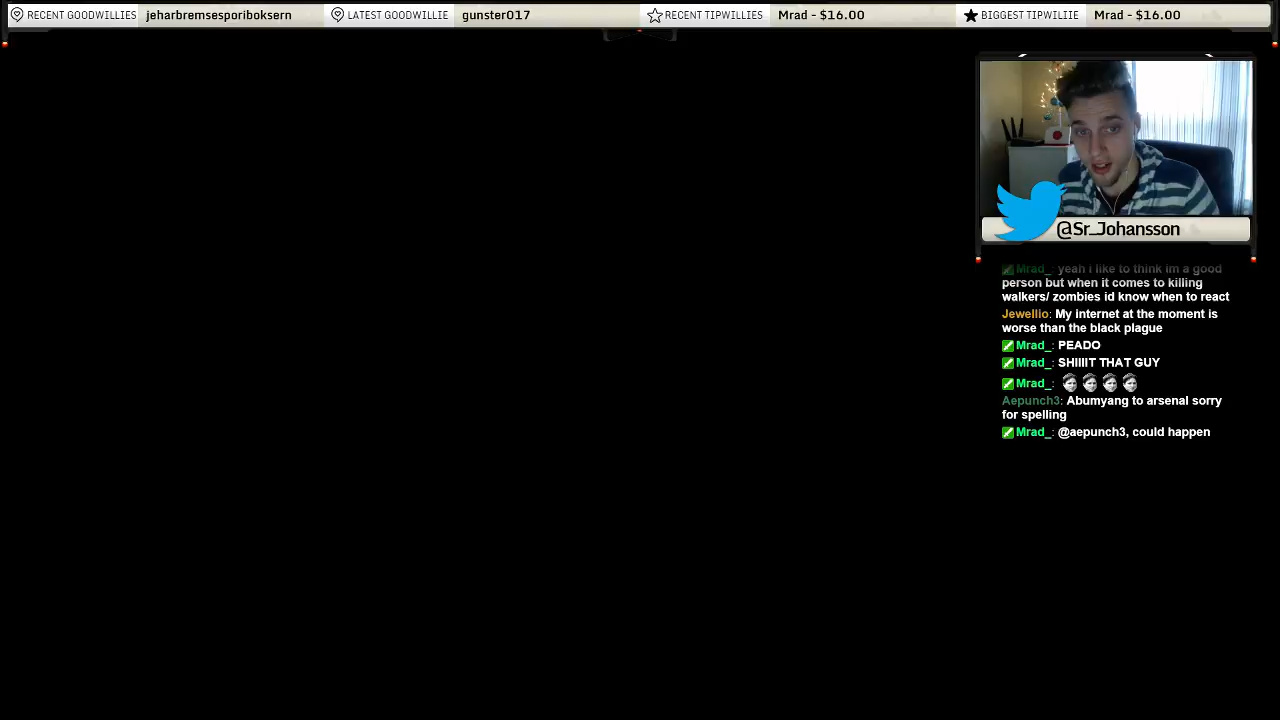 RECENT GOODWILLIES jeharbremsesporiboksern LATEST GOODWILLIE gunster017 RECENT TIPWILLIES Mrad - $16.00 BIGGEST TIPWILIIE Mrad - $16.00
@Sr_Johansson
Mrad_: yeah i like to think im a good
person but when it comes to killing
walkers/ zombies id know when to react
Jewellio: My internet at the moment is
worse than the black plague
Mrad_: PEADO
Mrad_: SHIIIIT THAT GUY
Mrad_:
Aepunch3: Abumyang to arsenal sorry
for spelling
Mrad_: @aepunch3, could happen